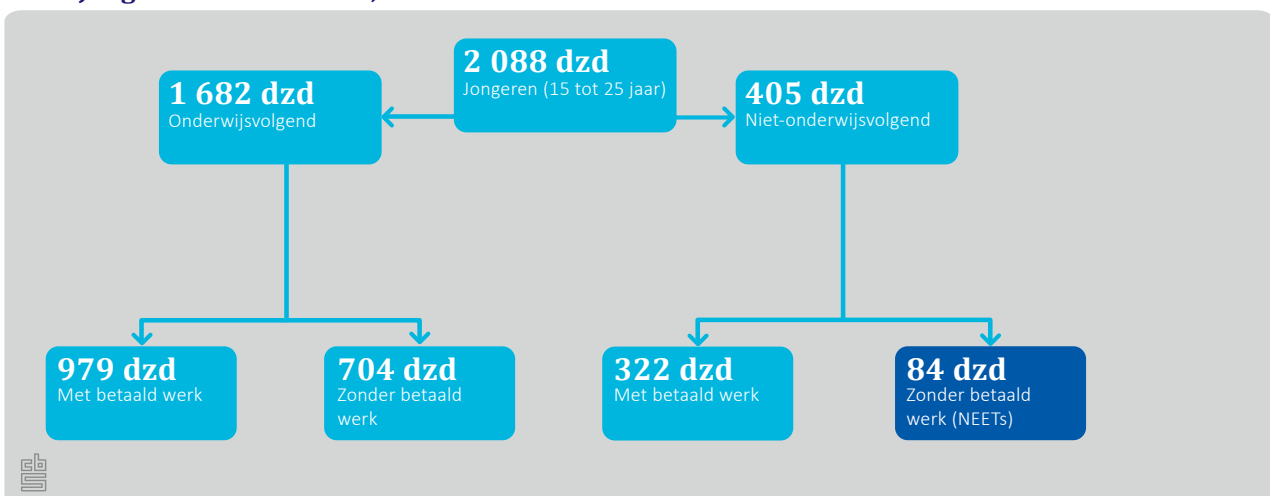 2 088 dzd
Jongeren (15 tot 25 jaar)
1 682 dzd
Onderwijsvolgend
405 dzd
Niet-onderwijsvolgend
979 dzd
Met betaald werk
704 dzd
Zonder betaald
werk
322 dzd
Met betaald werk
84 dzd
Zonder betaald
werk (NEETs)
cbs